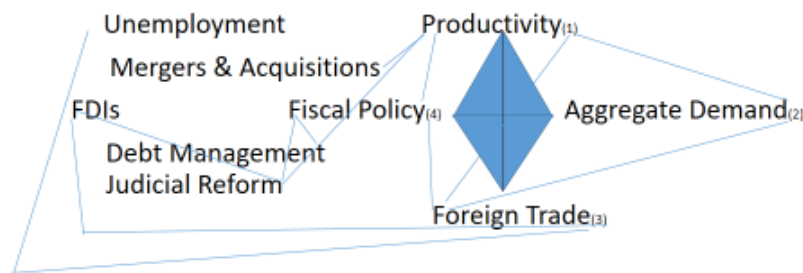 Unemployment Productivity(1)
Mergers & Acquisitions
FDIs Fiscal Policy(4) Aggregate Demand(2)
Debt Management
Judicial Reform
Foreign Trade(3)